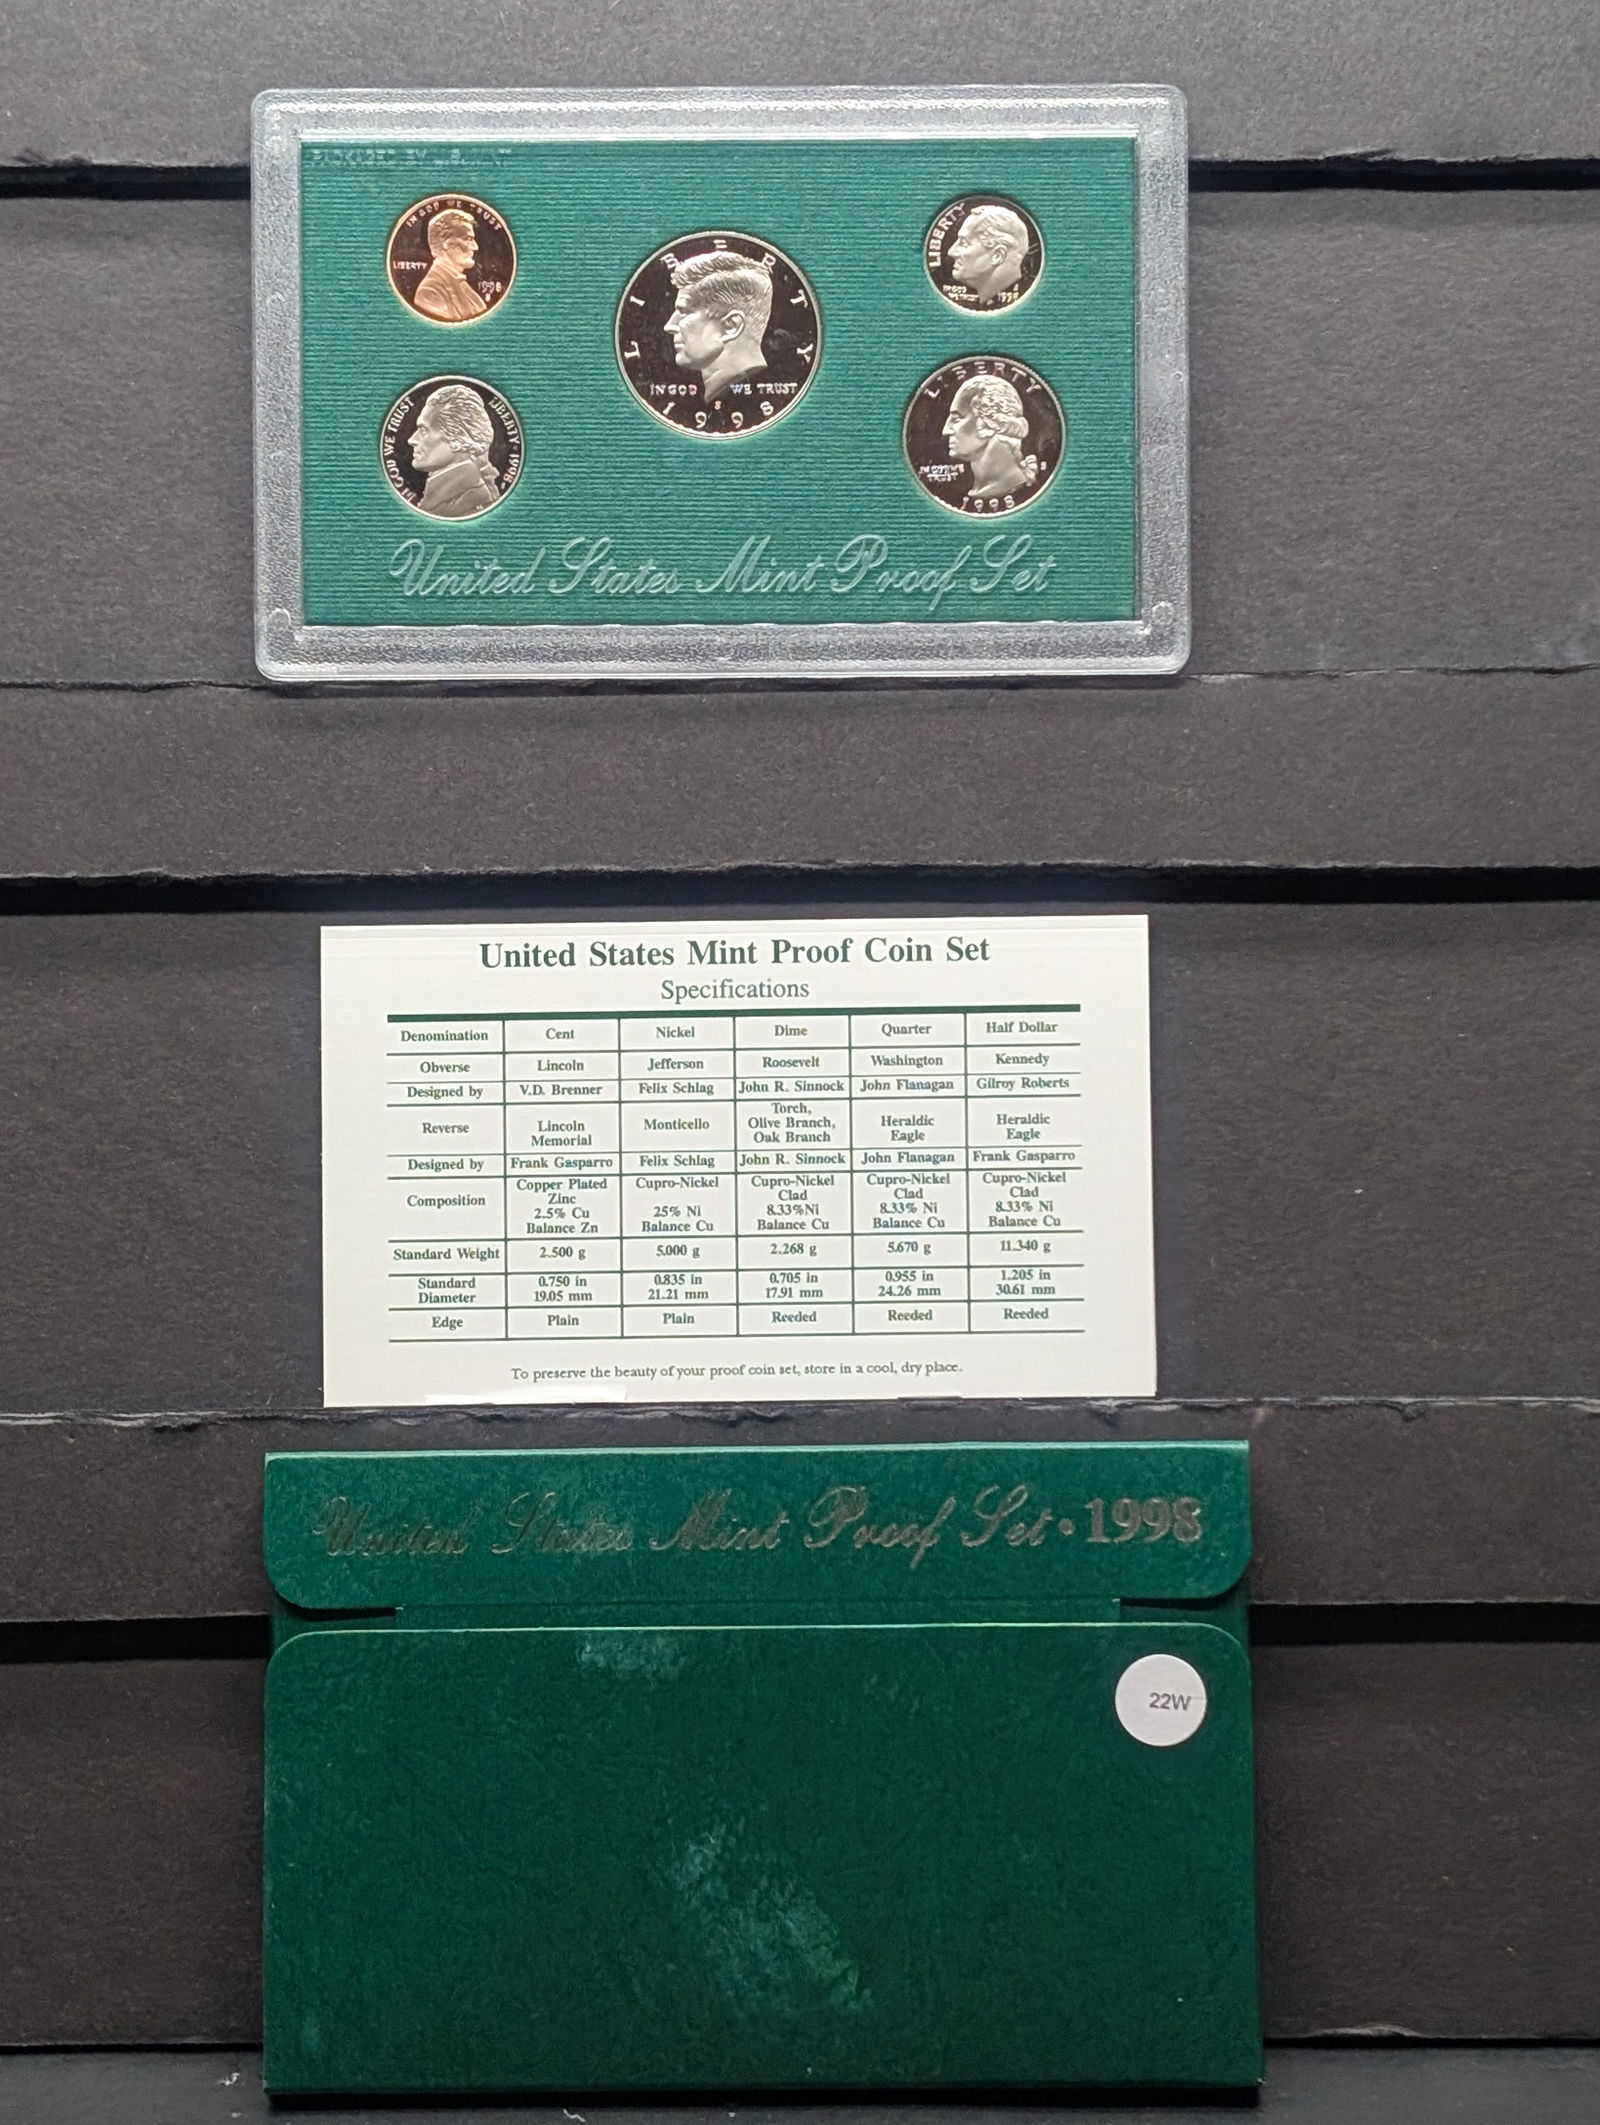 PACKAGED BY U.S. MINT
IN GOD WE TRUST
LIBERTY
1998
S
LIBERTY
IN GOD WE TRUST
S
1998
LIBERTY
IN GOD
WE TRUST
S
1998
IN GOD WE TRUST
LIBERTY · 1998
LIBERTY
IN GOD WE
TRUST
S
1998
United States Mint Proof Set
United States Mint Proof Coin Set
Specifications
Denomination Cent Nickel Dime Quarter Half Dollar
Obverse Lincoln Jefferson Roosevelt Washington Kennedy
Designed by V.D. Brenner Felix Schlag John R. Sinnock John Flanagan Gilroy Roberts
Reverse Lincoln Memorial Monticello Torch, Olive Branch, Oak Branch Heraldic Eagle Heraldic Eagle
Designed by Frank Gasparro Felix Schlag John R. Sinnock John Flanagan Frank Gasparro
Composition Copper Plated Zinc 2.5% Cu Balance Zn Cupro-Nickel 25% Ni Balance Cu Cupro-Nickel Clad 8.33%Ni Balance Cu Cupro-Nickel Clad 8.33% Ni Balance Cu Cupro-Nickel Clad 8.33% Ni Balance Cu
Standard Weight 2.500 g 5.000 g 2.268 g 5.670 g 11.340 g
Standard Diameter 0.750 in 19.05 mm 0.835 in 21.21 mm 0.705 in 17.91 mm 0.955 in 24.26 mm 1.205 in 30.61 mm
Edge Plain Plain Reeded Reeded Reeded
To preserve the beauty of your proof coin set, store in a cool, dry place.
United States Mint Proof Set • 1998
22W